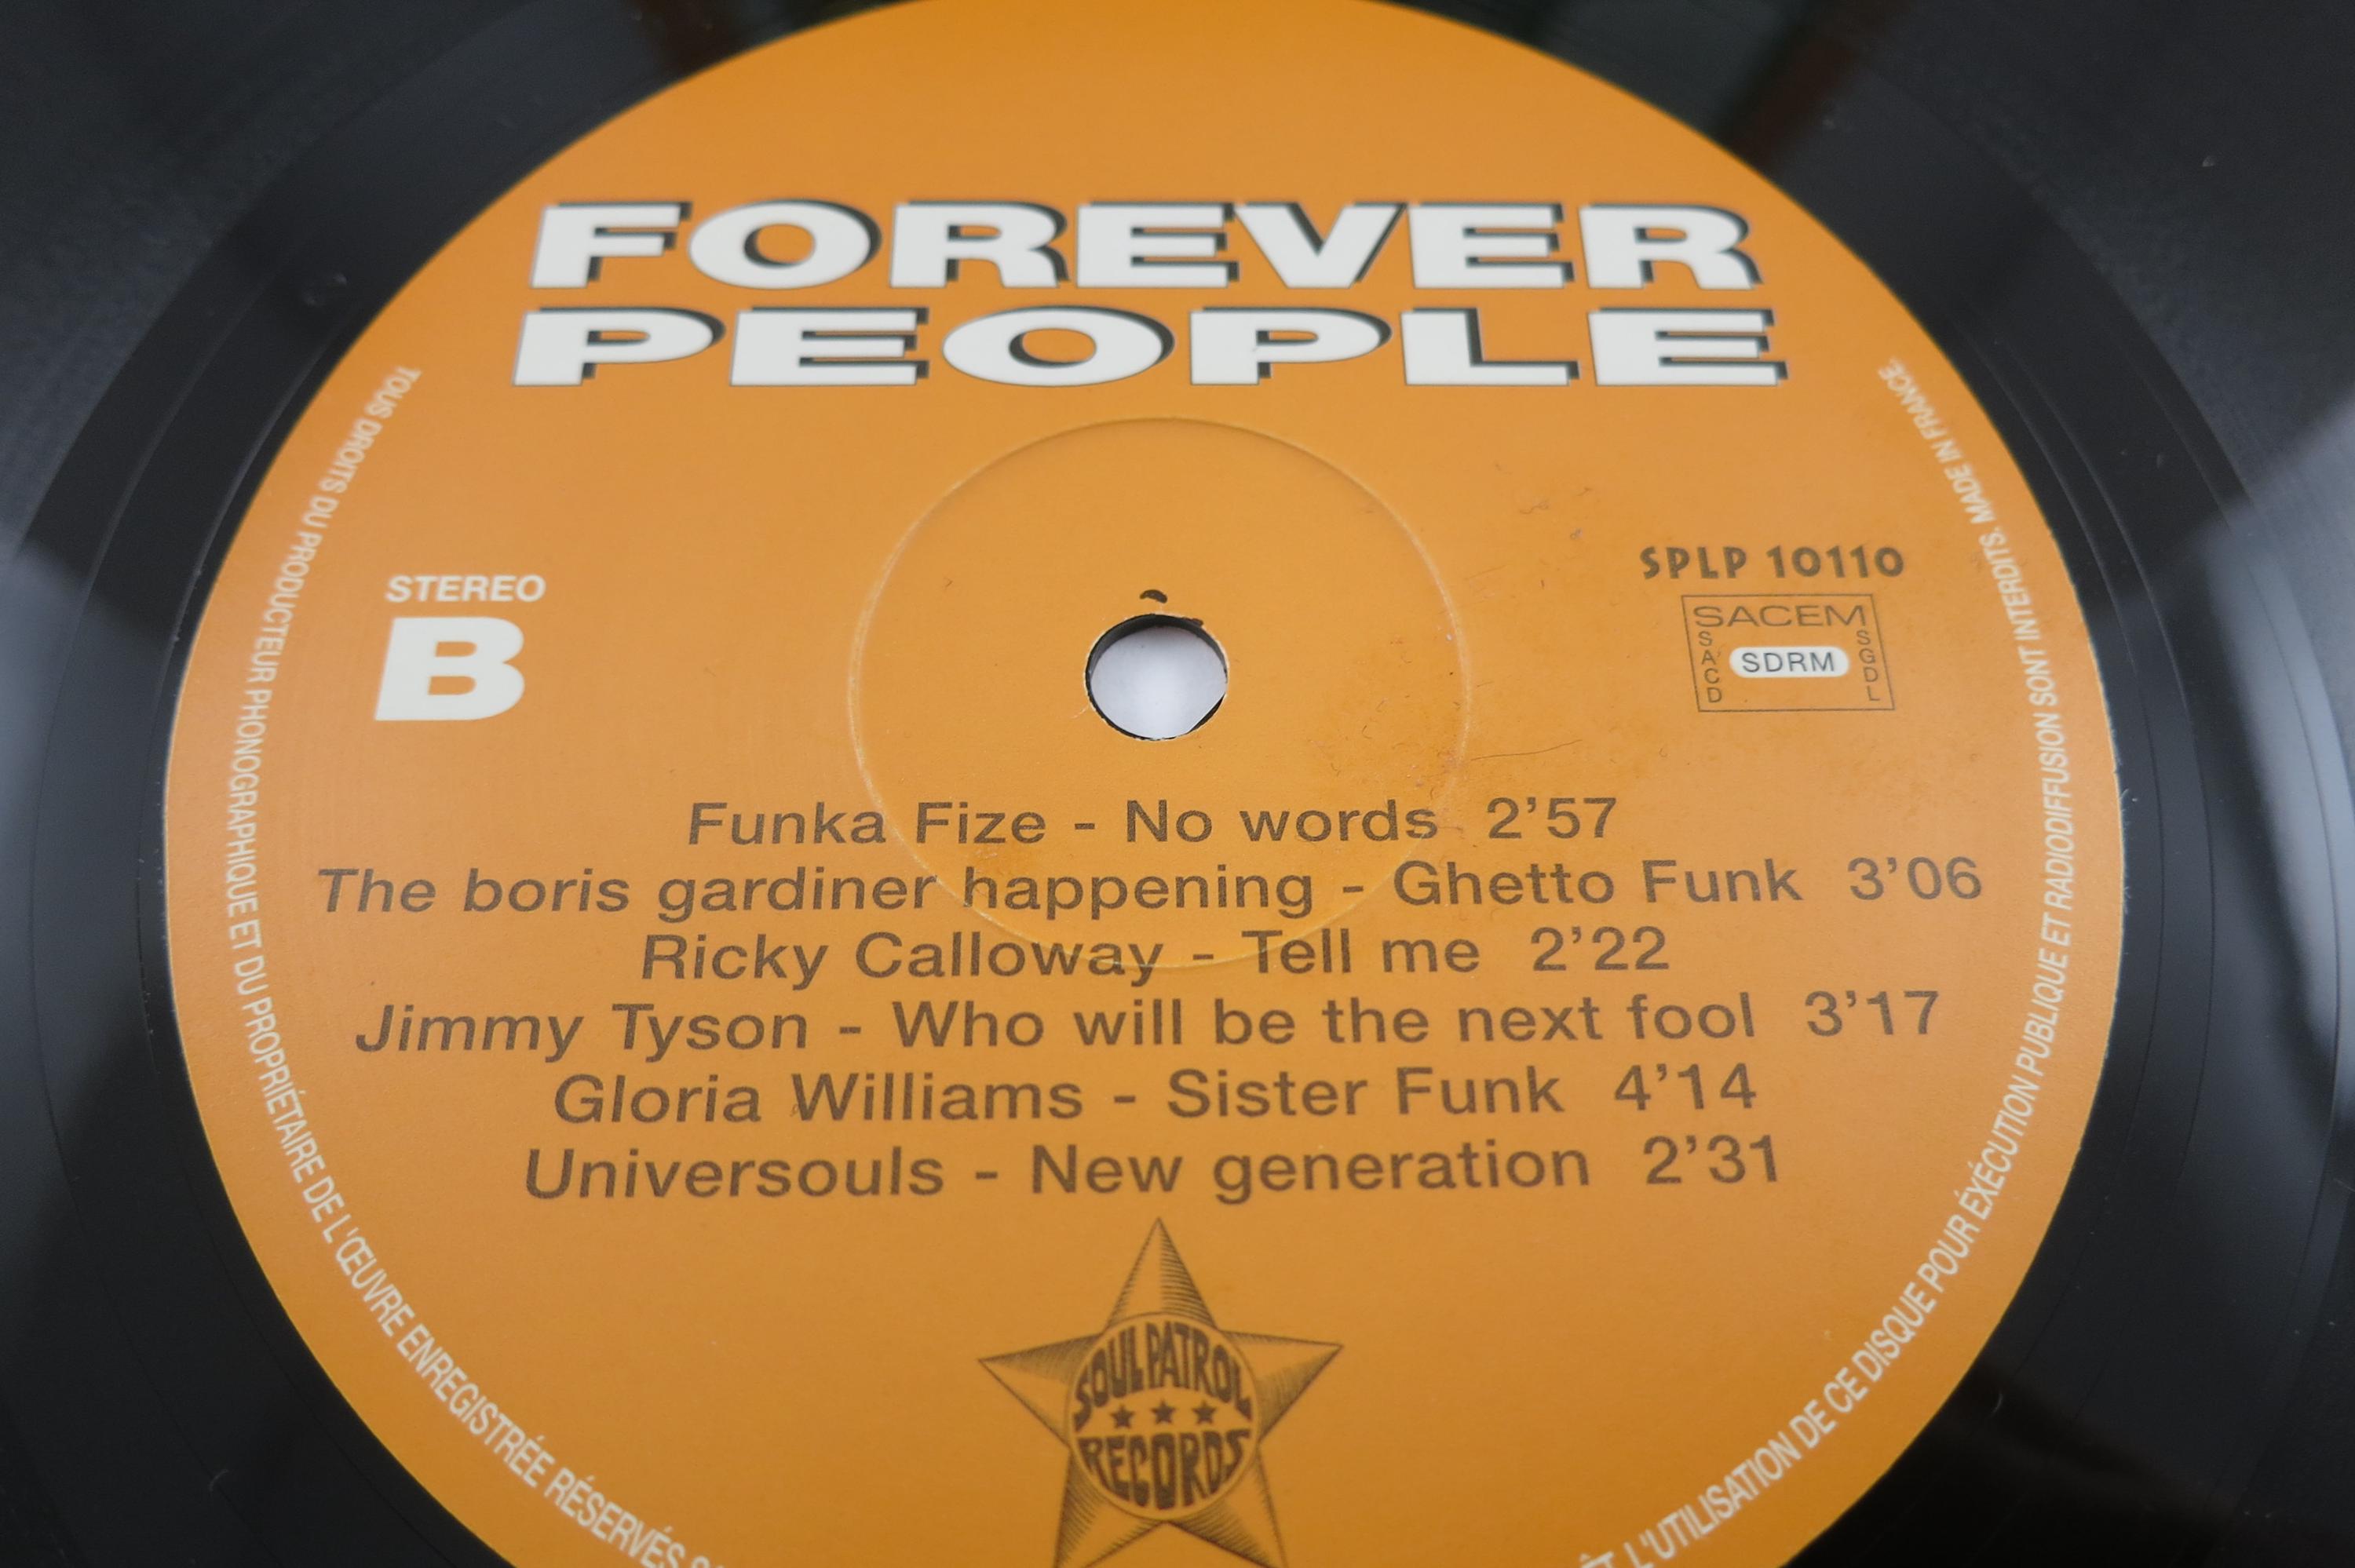 FOREVER
PEOPLE
STEREO
B
SPLP 10110
SACEM
SACD
SDRM
SGDL
Funka Fize - No words 2’57
The boris gardiner happening - Ghetto Funk 3’06
Ricky Calloway - Tell me 2’22
Jimmy Tyson - Who will be the next fool 3’17
Gloria Williams - Sister Funk 4’14
Universouls - New generation 2’31
SOUL PATROL
RECORDS
TOUS DROITS DU PRODUCTEUR PHONOGRAPHIQUE ET DU PROPRIÉTAIRE DE L'ŒUVRE ENREGISTRÉE RÉSERVÉS
L'UTILISATION DE CE DISQUE POUR EXÉCUTION PUBLIQUE ET RADIODIFFUSION SONT INTERDITS. MADE IN FRANCE.